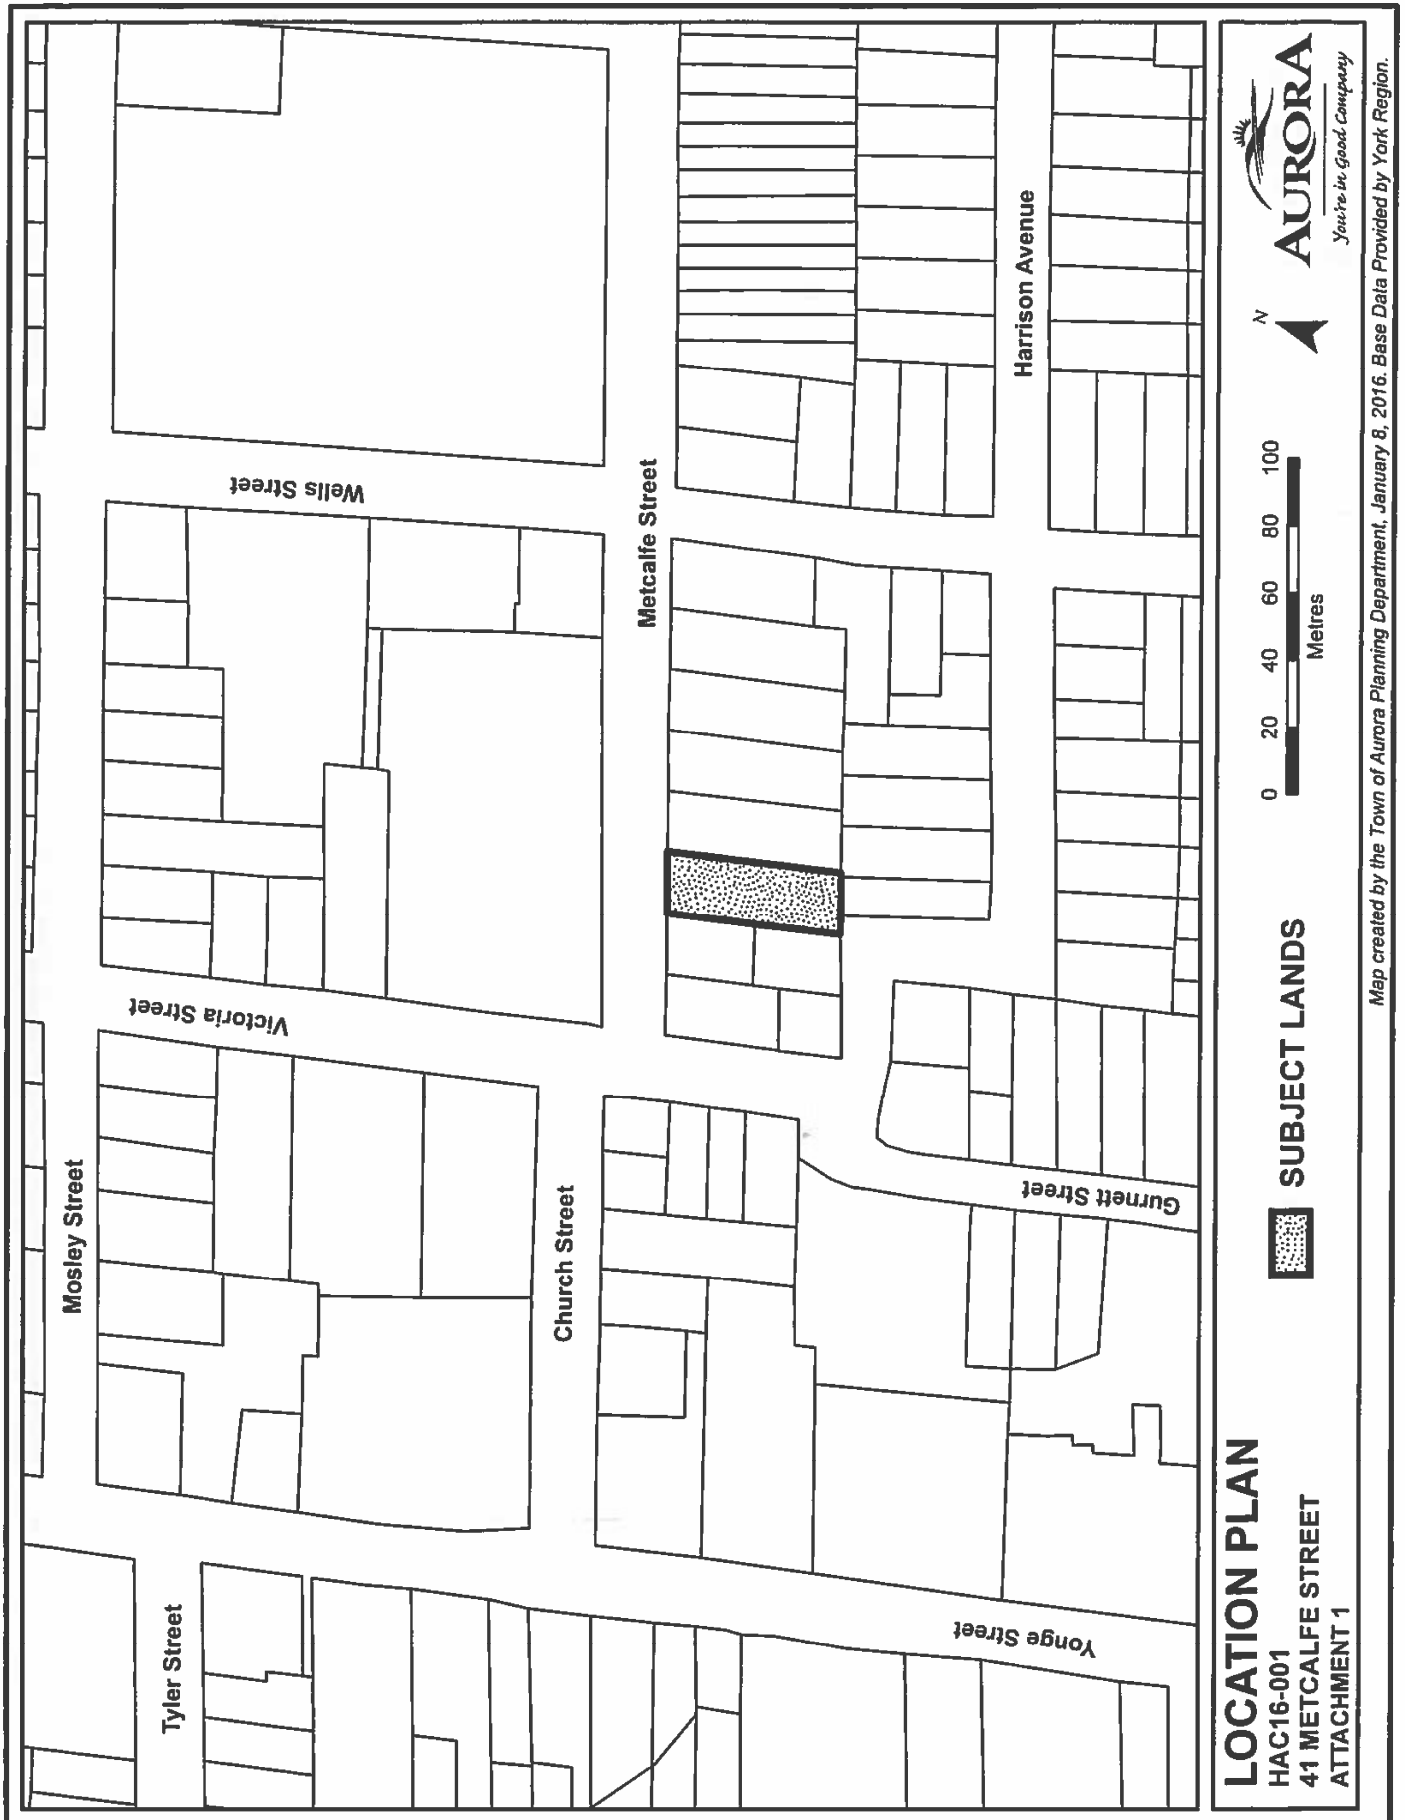 Mosley Street
Tyler Street
Victoria Street
Wells Street
Church Street
Metcalfe Street
Yonge Street
Gurnett Street
Harrison Avenue
LOCATION PLAN
HAC16-001
41 METCALFE STREET
ATTACHMENT 1
SUBJECT LANDS
0 20 40 60 80 100
Metres
N
AURORA
You're in Good Company
Map created by the Town of Aurora Planning Department, January 8, 2016. Base Data Provided by York Region.